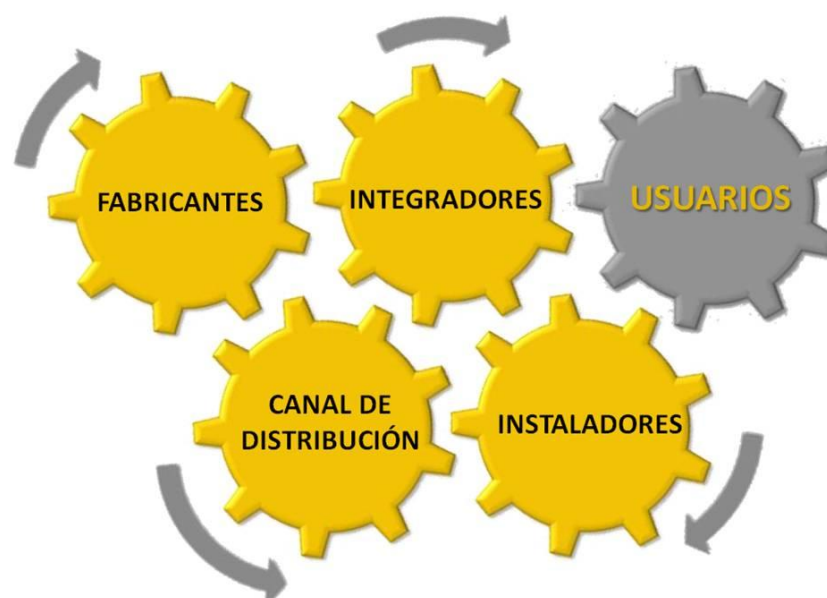 FABRICANTES
INTEGRADORES
USUARIOS
CANAL DE
DISTRIBUCIÓN
INSTALADORES